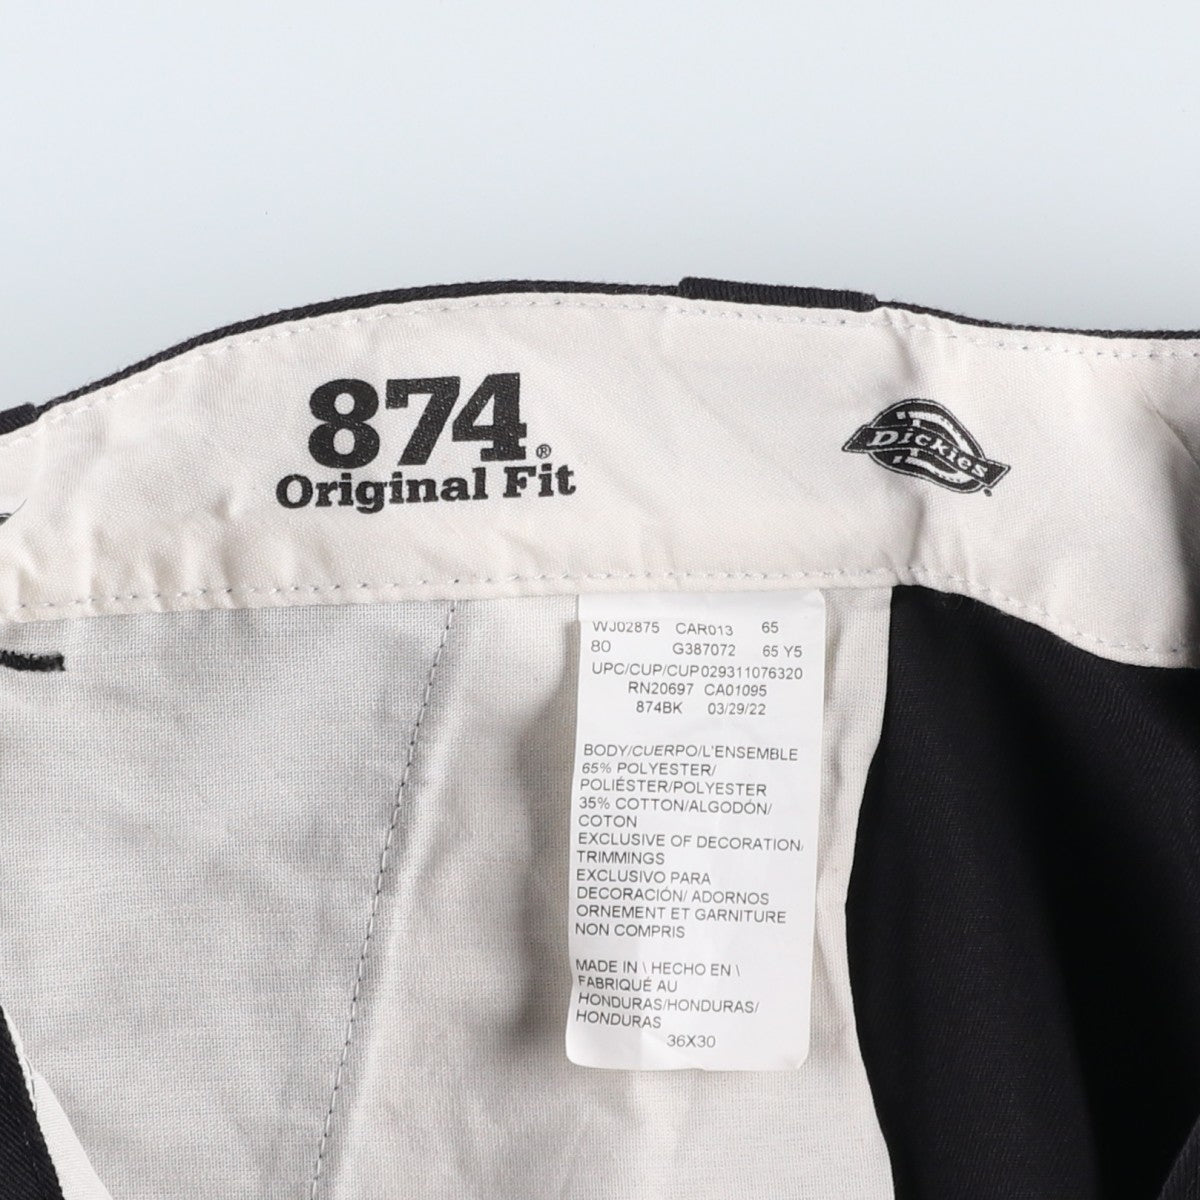 874®
Original Fit
Dickies
WJ02875 CAR013 65
80 G387072 65 Y5
UPC/CUP/CUP029311076320
RN20697 CA01095
874BK 03/29/22
BODY/CUERPO/L'ENSEMBLE
65% POLYESTER/
POLIÉSTER/POLYESTER
35% COTTON/ALGODÓN/
COTON
EXCLUSIVE OF DECORATION/
TRIMMINGS
EXCLUSIVO PARA
DECORACIÓN/ ADORNOS
ORNEMENT ET GARNITURE
NON COMPRIS
MADE IN \ HECHO EN \
FABRIQUÉ AU
HONDURAS/HONDURAS/
HONDURAS
36X30